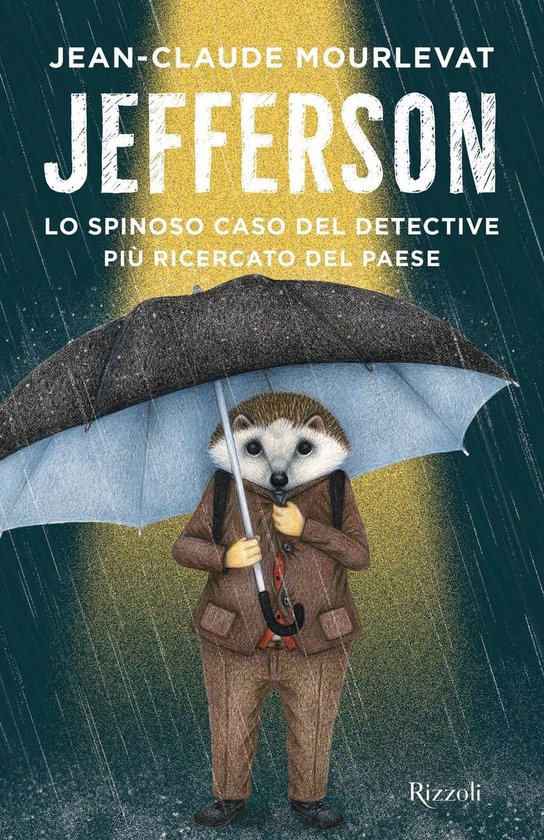 JEAN-CLAUDE MOURLEVAT
JEFFERSON
LO SPINOSO CASO DEL DETECTIVE
PIÙ RICERCATO DEL PAESE
Rizzoli